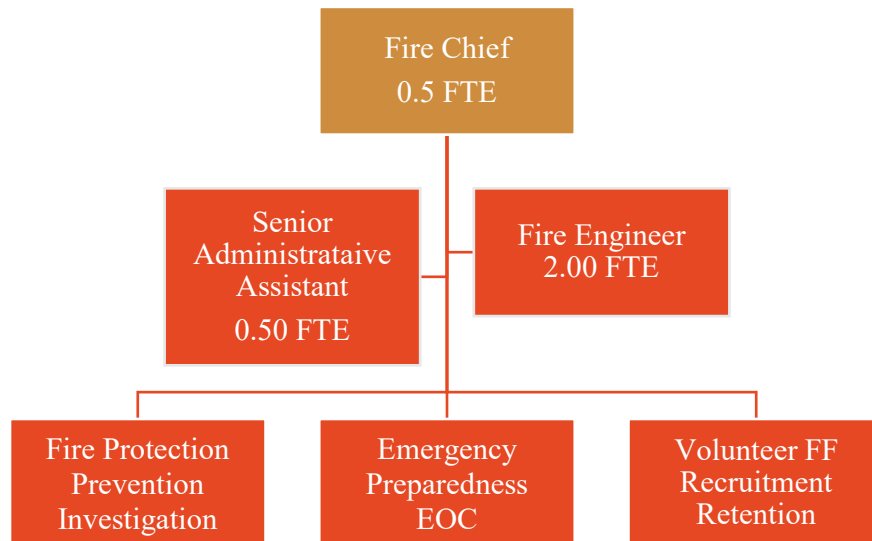 Fire Chief
0.5 FTE
Senior
Administrataive
Assistant
0.50 FTE
Fire Engineer
2.00 FTE
Fire Protection
Prevention
Investigation
Emergency
Preparedness
EOC
Volunteer FF
Recruitment
Retention